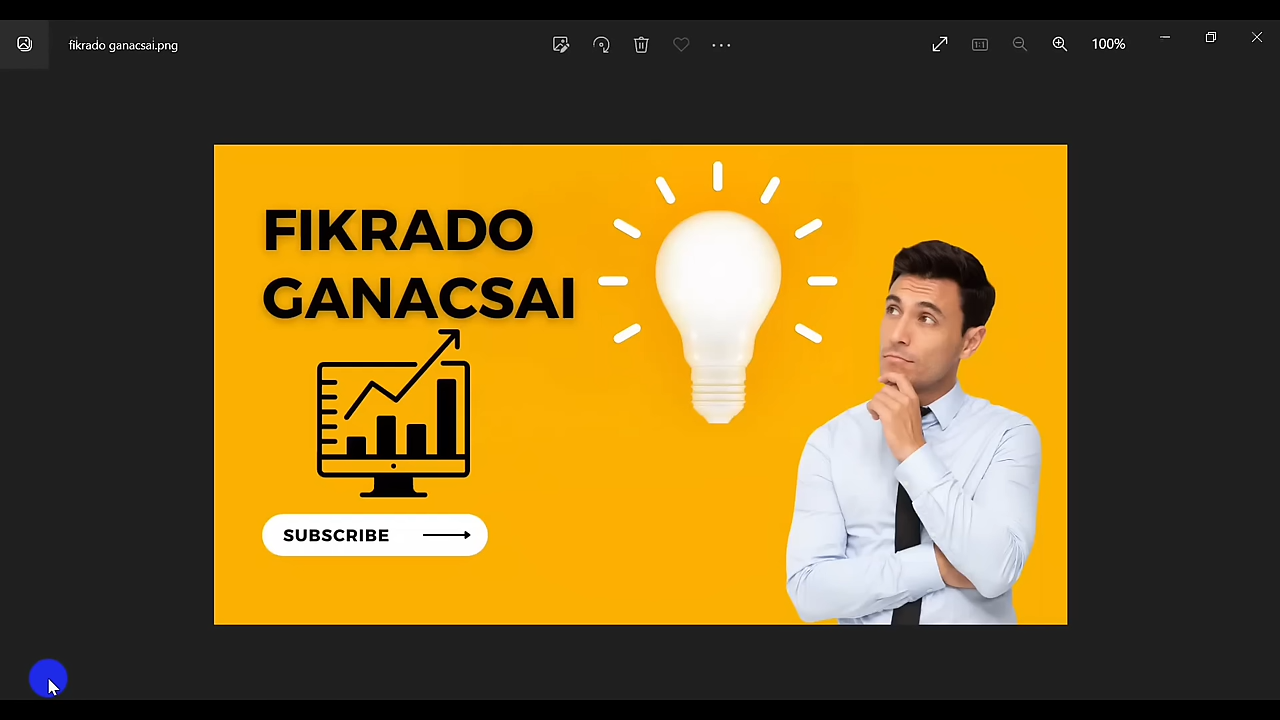 fikrado ganacsai.png
100%
FIKRADO
GANACSAI
SUBSCRIBE